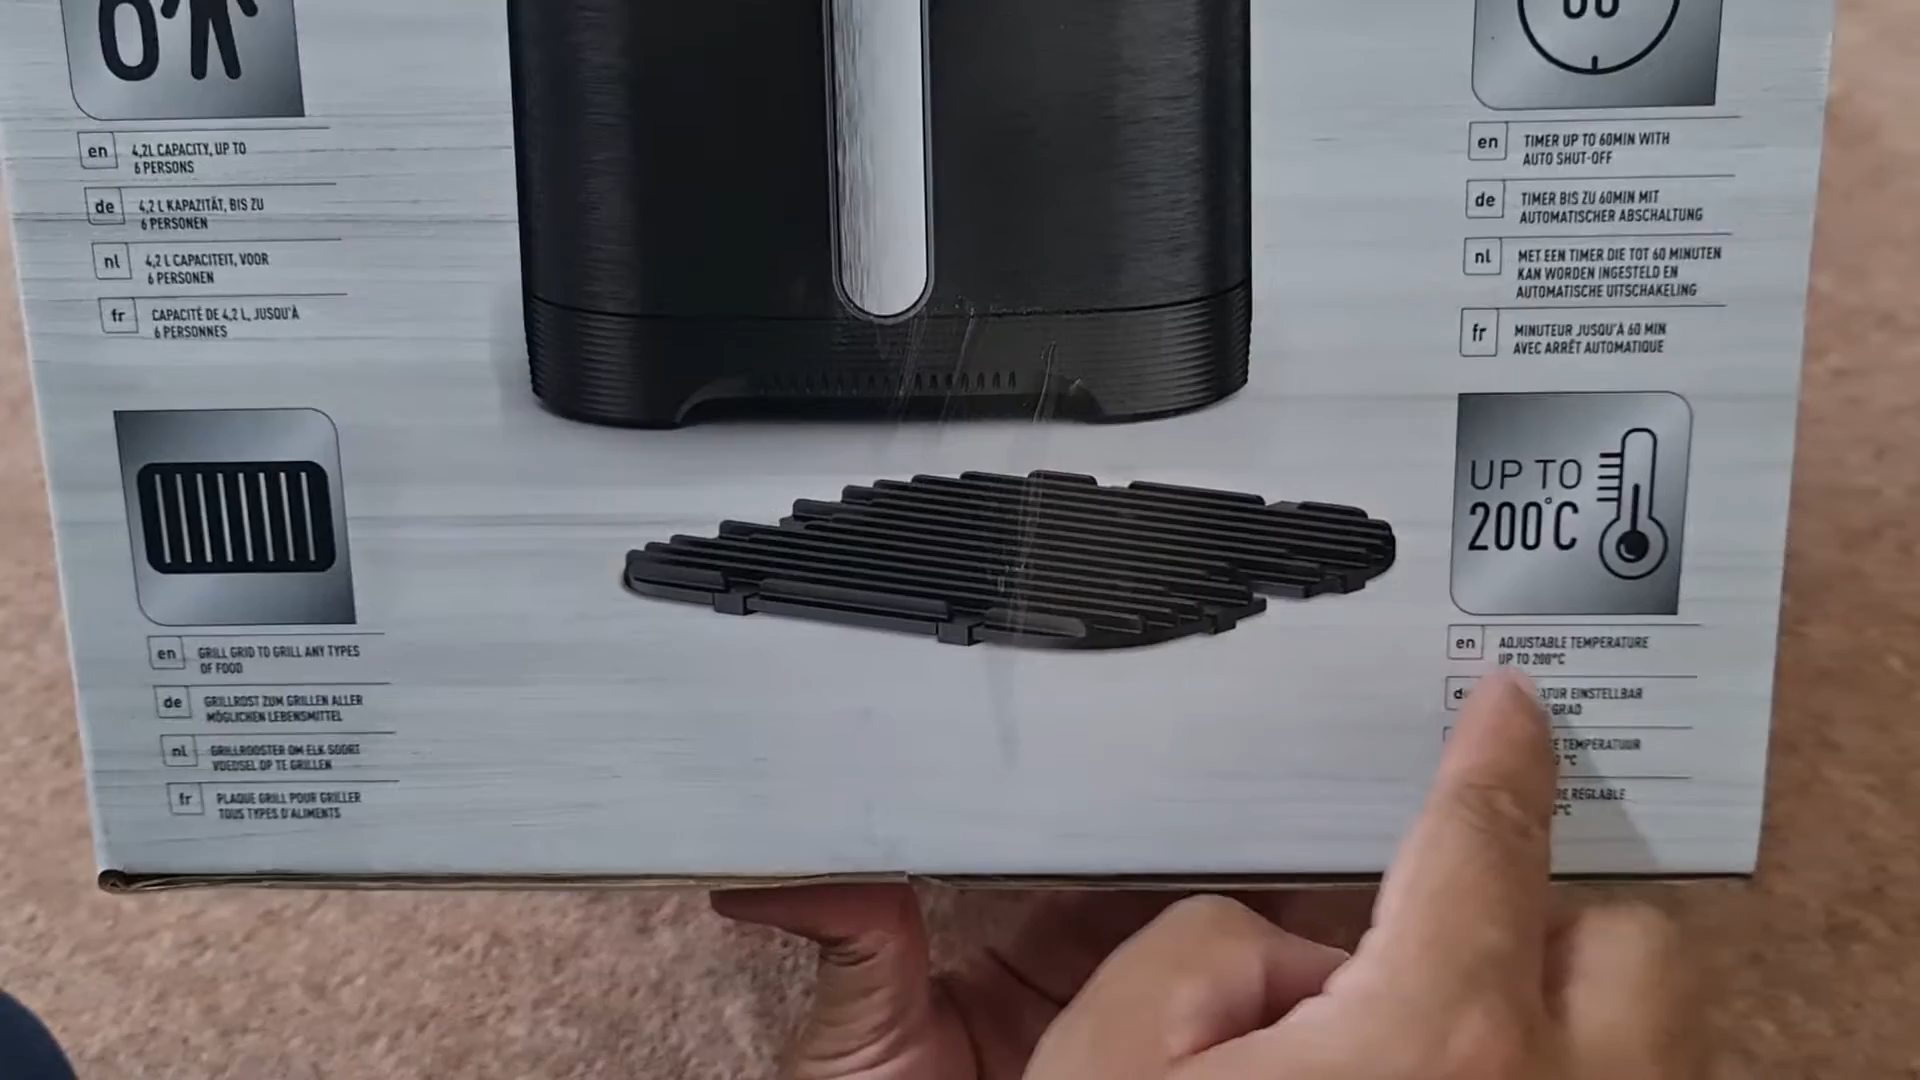 en 4,2L CAPACITY, UP TO
6 PERSONS
de 4,2 L KAPAZITÄT, BIS ZU
6 PERSONEN
nl 4,2 L CAPACITEIT, VOOR
6 PERSONEN
fr CAPACITÉ DE 4,2 L, JUSQU'À
6 PERSONNES
en GRILL GRID TO GRILL ANY TYPES
OF FOOD
de GRILLROST ZUM GRILLEN ALLER
MÖGLICHEN LEBENSMITTEL
nl GRILLROOSTER OM ELK SOORT
VOEDSEL OP TE GRILLEN
fr PLAQUE GRILL POUR GRILLER
TOUS TYPES D'ALIMENTS
en TIMER UP TO 60MIN WITH
AUTO SHUT-OFF
de TIMER BIS ZU 60MIN MIT
AUTOMATISCHER ABSCHALTUNG
nl MET EEN TIMER DIE TOT 60 MINUTEN
KAN WORDEN INGESTELD EN
AUTOMATISCHE UITSCHAKELING
fr MINUTEUR JUSQU'À 60 MIN
AVEC ARRÊT AUTOMATIQUE
UP TO
200°C
en ADJUSTABLE TEMPERATURE
UP TO 200°C
EINSTELLBAR
GRAD
TEMPERATUUR
°C
RÉGLABLE